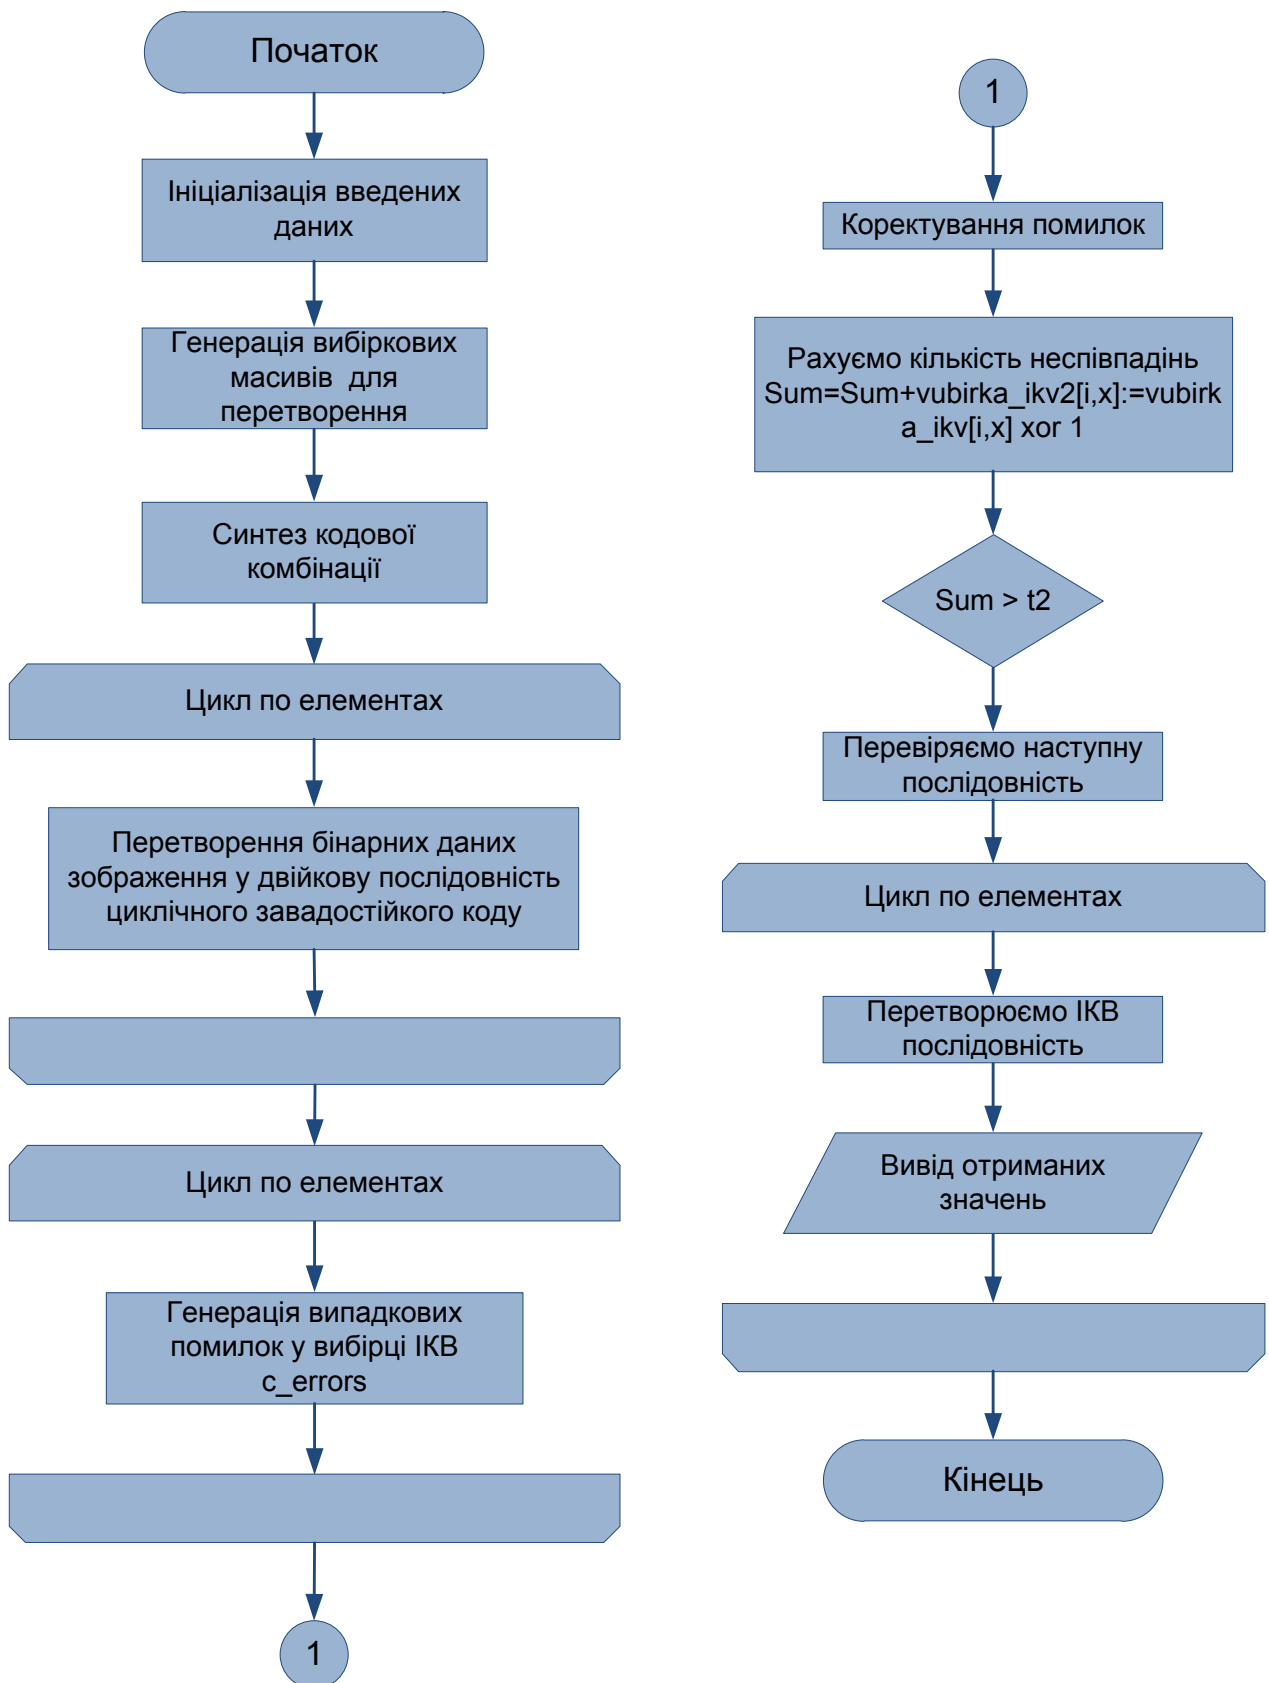 Початок
Ініціалізація введених
даних
Генерація вибіркових
масивів для
перетворення
Синтез кодової
комбінації
Цикл по елементах
Перетворення бінарних даних
зображення у двійкову послідовність
циклічного завадостійкого коду
Цикл по елементах
Генерація випадкових
помилок у вибірці ІКВ
c_errors
1
1
Коректування помилок
Рахуємо кількість неспівпадінь
Sum=Sum+vubirka_ikv2[i,x]:=vubirk
a_ikv[i,x] xor 1
Sum > t2
Перевіряємо наступну
послідовність
Цикл по елементах
Перетворюємо ІКВ
послідовність
Вивід отриманих
значень
Кінець